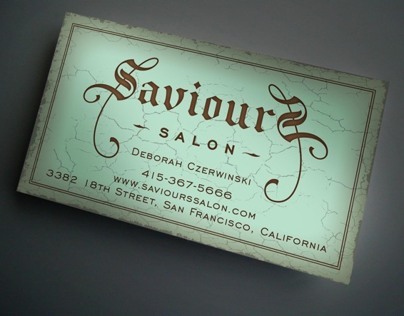 Saviours
SALON
Deborah Czerwinski
415-367-5666
www.saviourssalon.com
3382 18th Street, San Francisco, California